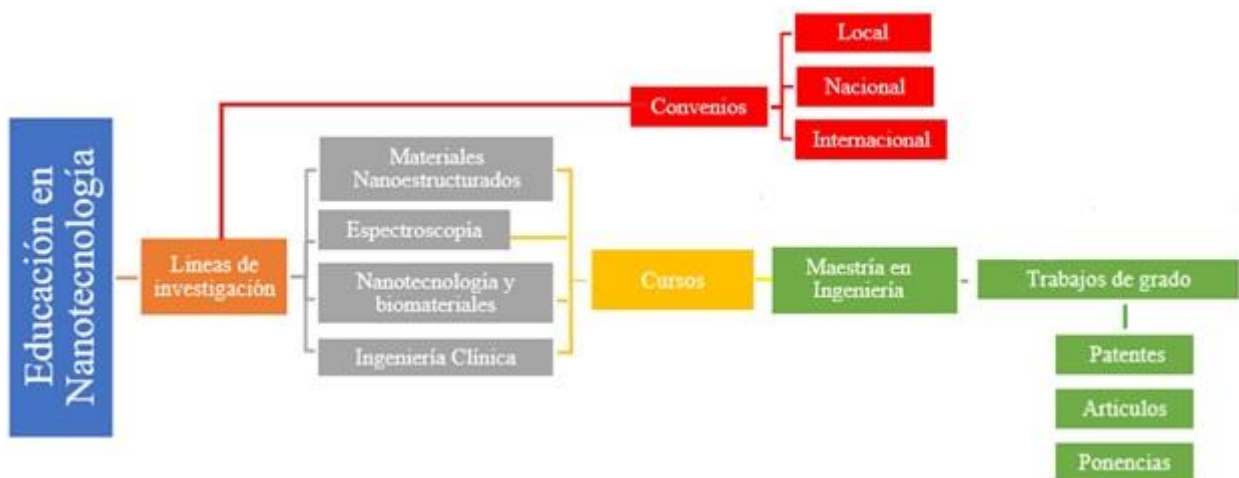 Educación en
Nanotecnología
Lineas de
investigación
Convenios
Local
Nacional
Internacional
Materiales
Nanoestructurados
Espectroscopia
Nanotecnología y
biomateriales
Ingeniería Clínica
Cursos
Maestría en
Ingeniería
Trabajos de grado
Patentes
Articulos
Ponencias